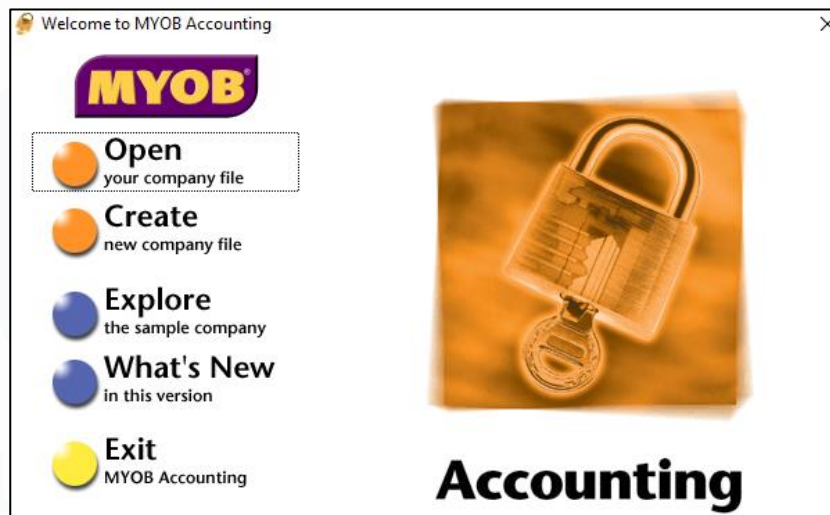 Welcome to MYOB Accounting
MYOB®
Open
your company file
Create
new company file
Explore
the sample company
What's New
in this version
Exit
MYOB Accounting
Accounting